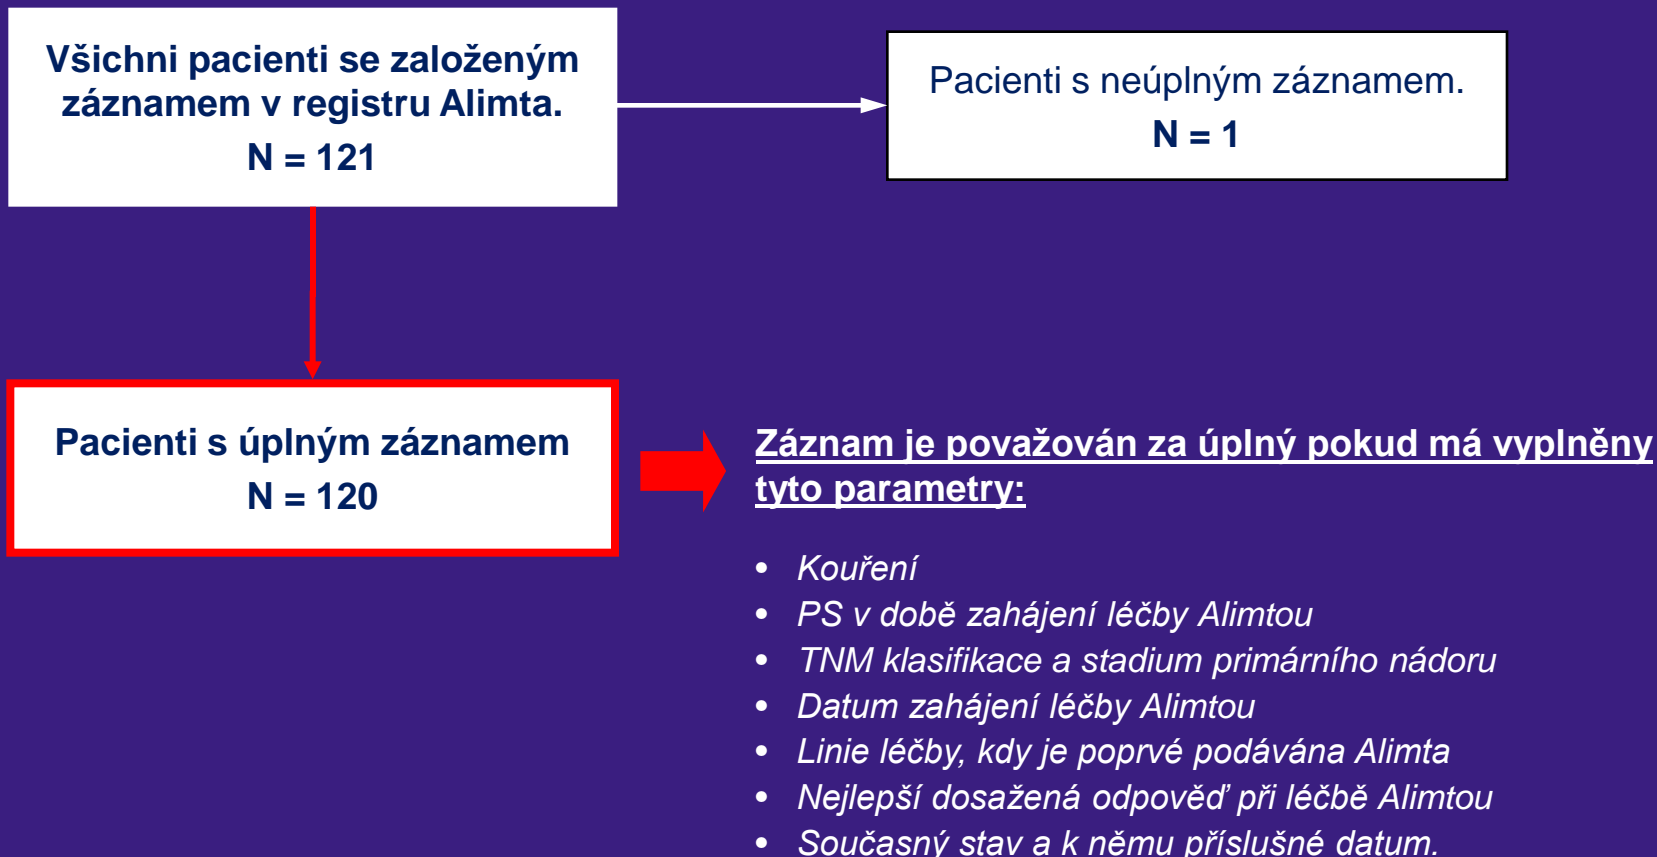 Všichni pacienti se založeným
záznamem v registru Alimta.
N = 121
Pacienti s neúplným záznamem.
N = 1
Pacienti s úplným záznamem
N = 120
Záznam je považován za úplný pokud má vyplněny
tyto parametry:
• Kouření
• PS v době zahájení léčby Alimtou
• TNM klasifikace a stadium primárního nádoru
• Datum zahájení léčby Alimtou
• Linie léčby, kdy je poprvé podávána Alimta
• Nejlepší dosažená odpověď při léčbě Alimtou
• Současný stav a k němu příslušné datum.